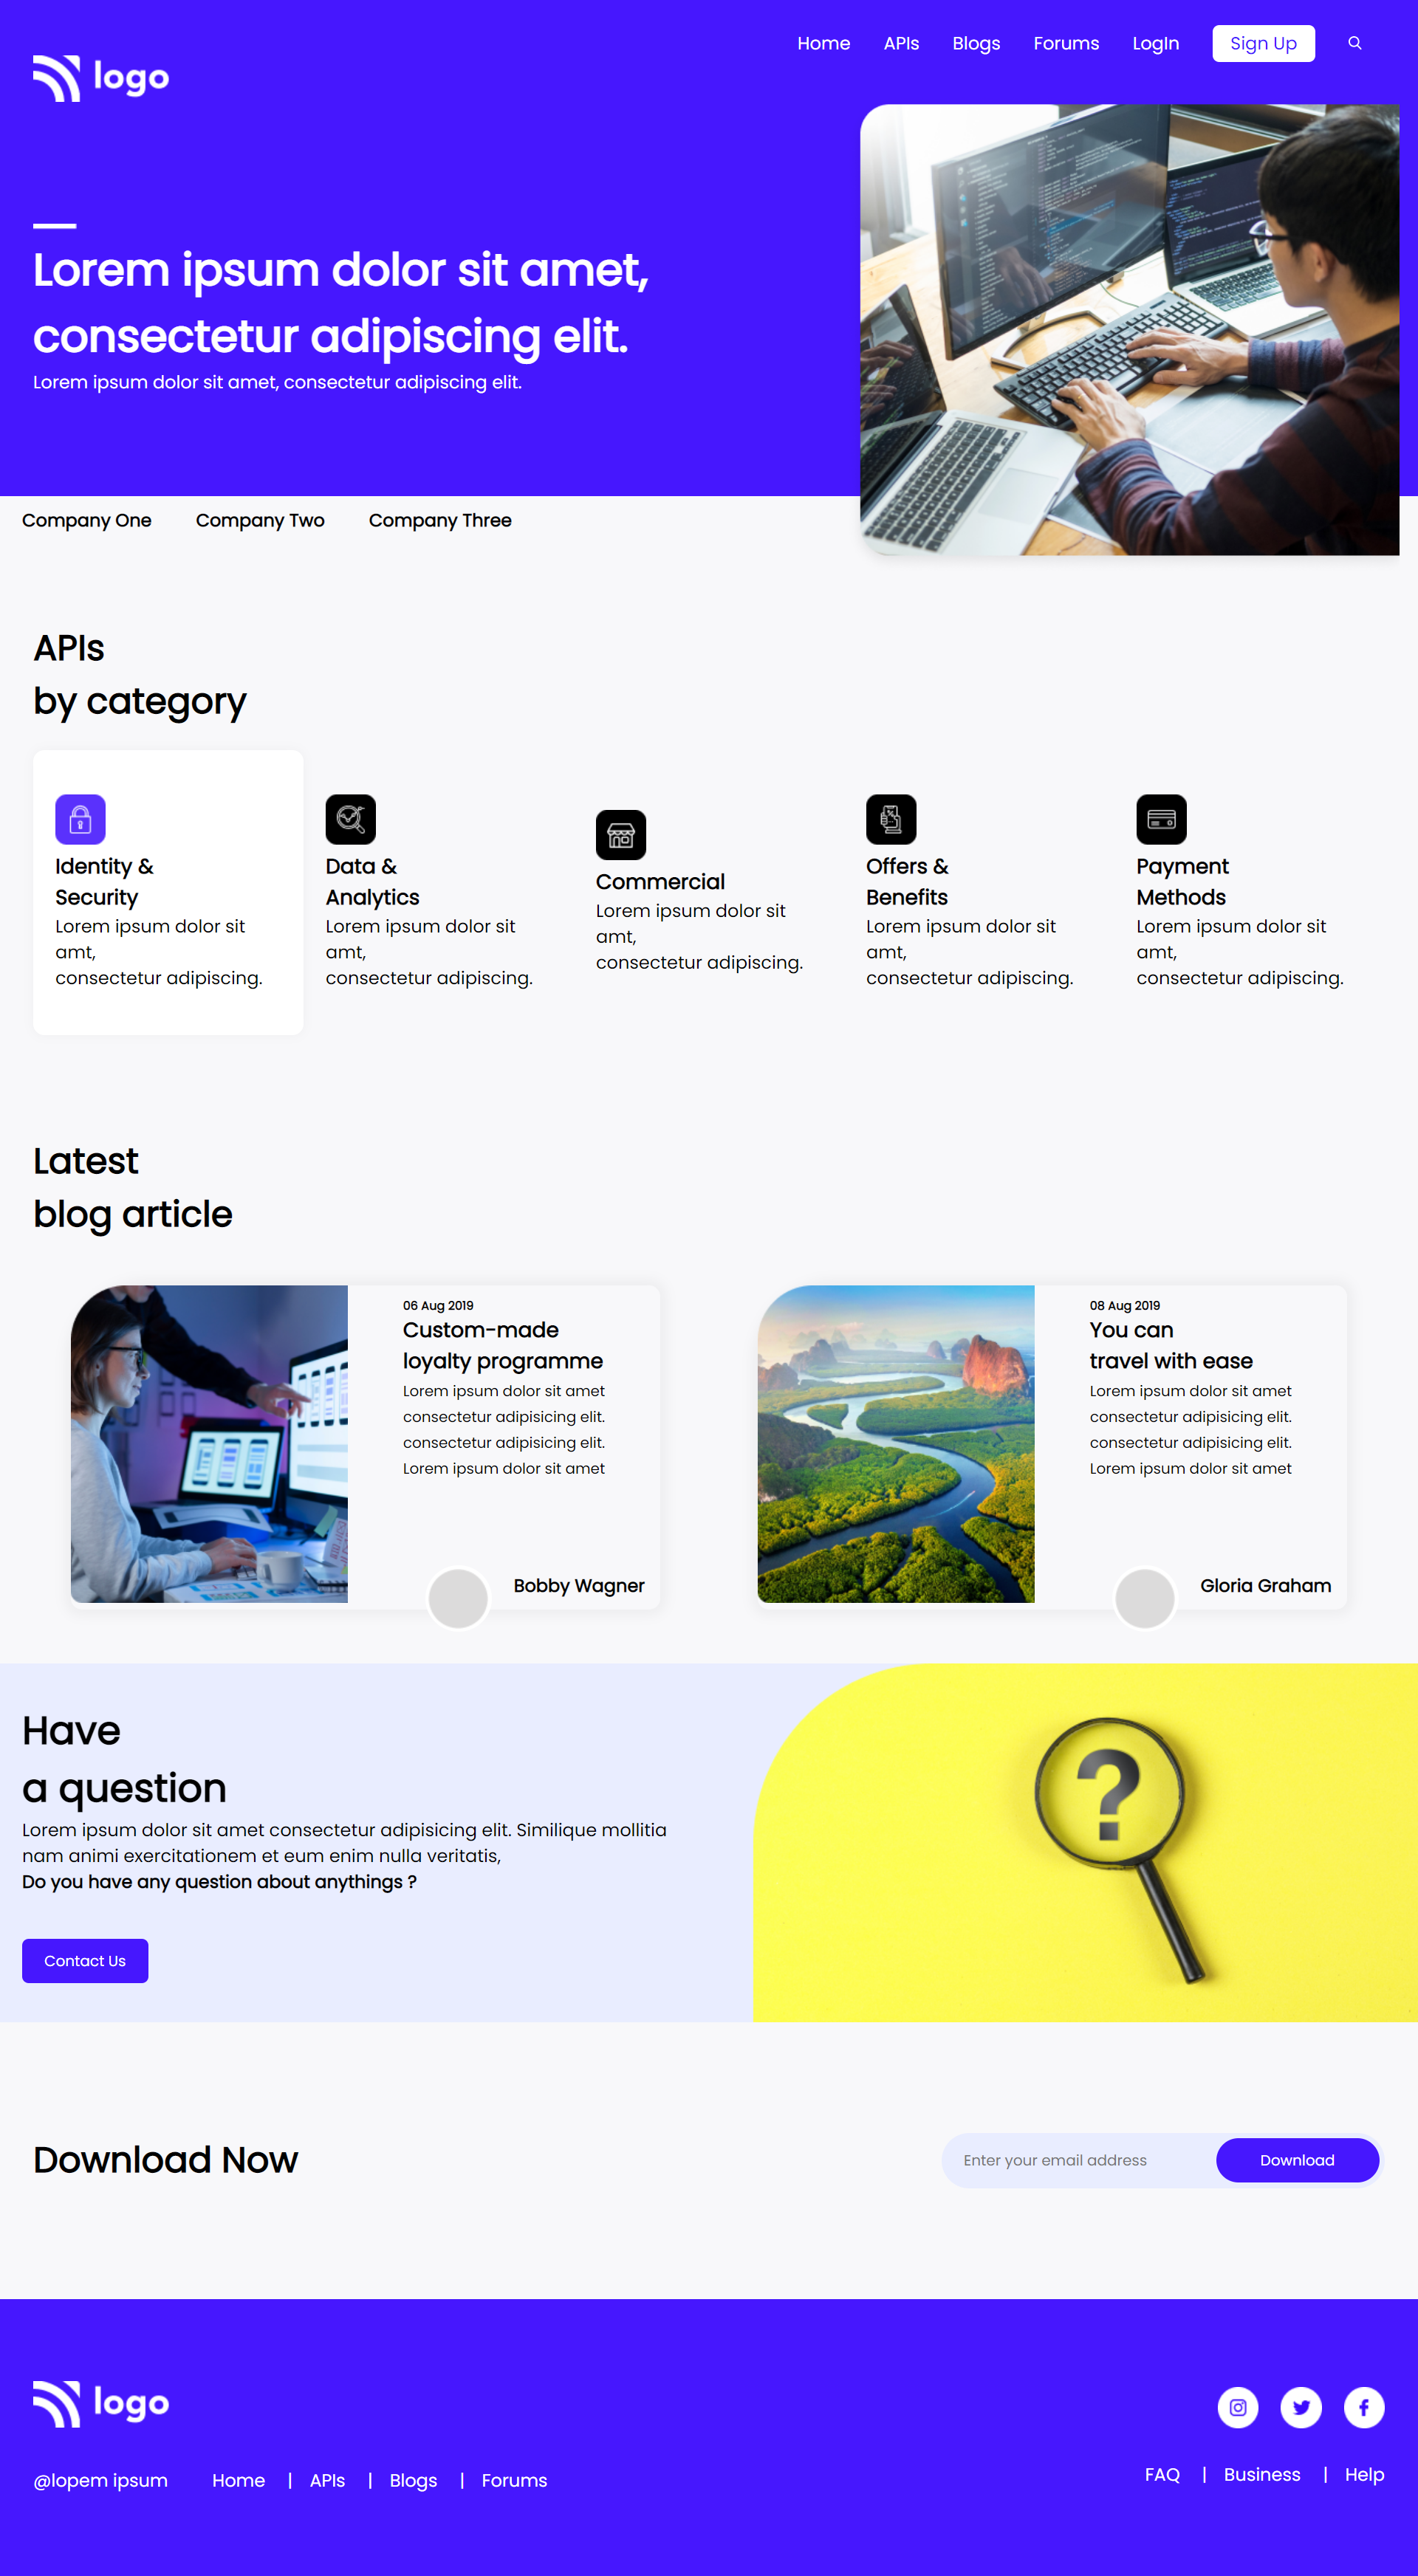 Home APIs Blogs Forums LogIn Sign Up
logo
Lorem ipsum dolor sit amet,
consectetur adipiscing elit.
Lorem ipsum dolor sit amet, consectetur adipiscing elit.
Company One Company Two Company Three
APIs
by category
Identity &
Security
Lorem ipsum dolor sit
amt,
consectetur adipiscing.
Data &
Analytics
Lorem ipsum dolor sit
amt,
consectetur adipiscing.
Commercial
Lorem ipsum dolor sit
amt,
consectetur adipiscing.
Offers &
Benefits
Lorem ipsum dolor sit
amt,
consectetur adipiscing.
Payment
Methods
Lorem ipsum dolor sit
amt,
consectetur adipiscing.
Latest
blog article
06 Aug 2019
Custom-made
loyalty programme
Lorem ipsum dolor sit amet
consectetur adipisicing elit.
consectetur adipisicing elit.
Lorem ipsum dolor sit amet
Bobby Wagner
08 Aug 2019
You can
travel with ease
Lorem ipsum dolor sit amet
consectetur adipisicing elit.
consectetur adipisicing elit.
Lorem ipsum dolor sit amet
Gloria Graham
Have
a question
Lorem ipsum dolor sit amet consectetur adipisicing elit. Similique mollitia
nam animi exercitationem et eum enim nulla veritatis,
Do you have any question about anythings ?
Contact Us
?
Download Now
Enter your email address
Download
logo
@lopem ipsum Home | APIs | Blogs | Forums
FAQ | Business | Help